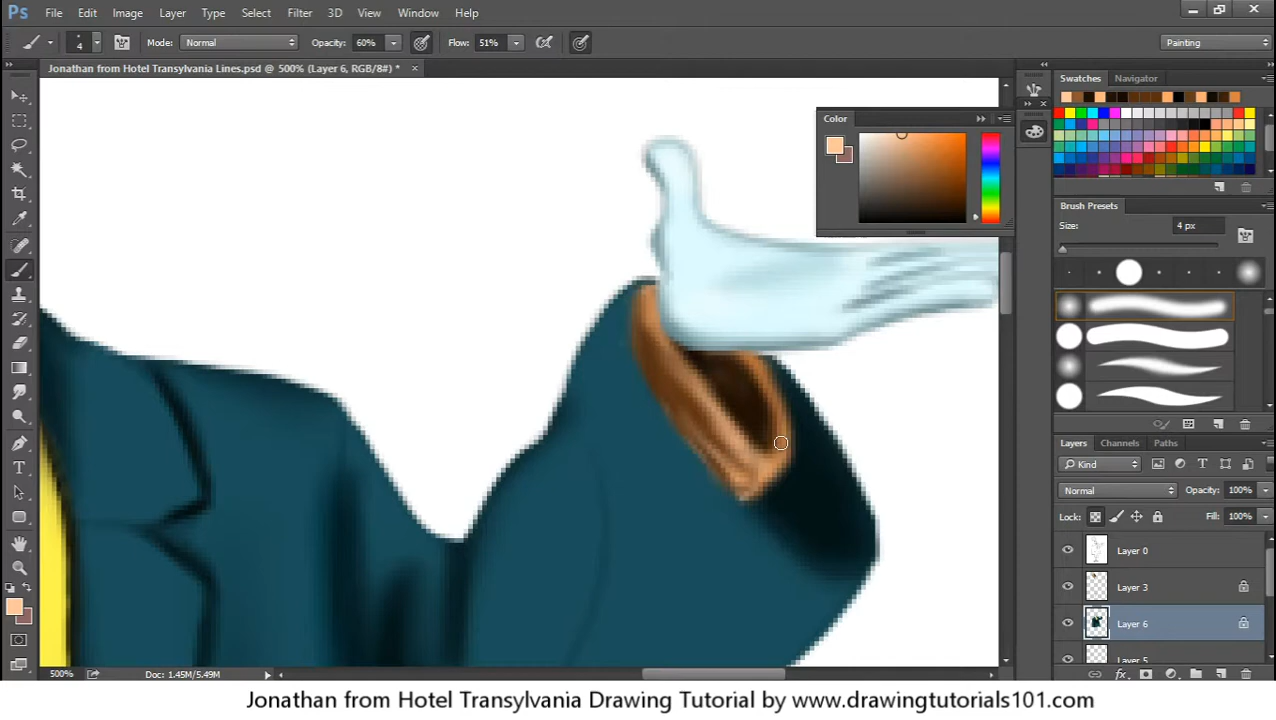 Ps File Edit Image Layer Type Select Filter 3D View Window Help
4 Mode: Normal Opacity: 60% Flow: 51% Painting
Jonathan from Hotel Transylvania Lines.psd @ 500% (Layer 6, RGB/8#) * ×
Swatches Navigator
Color
Brush Presets
Size: 4 px
Layers Channels Paths
Kind
Normal Opacity: 100%
Lock: Fill: 100%
Layer 0
Layer 3
Layer 6
Layer 5
500% Doc: 1.45M/5.49M
fx
Jonathan from Hotel Transylvania Drawing Tutorial by www.drawingtutorials101.com